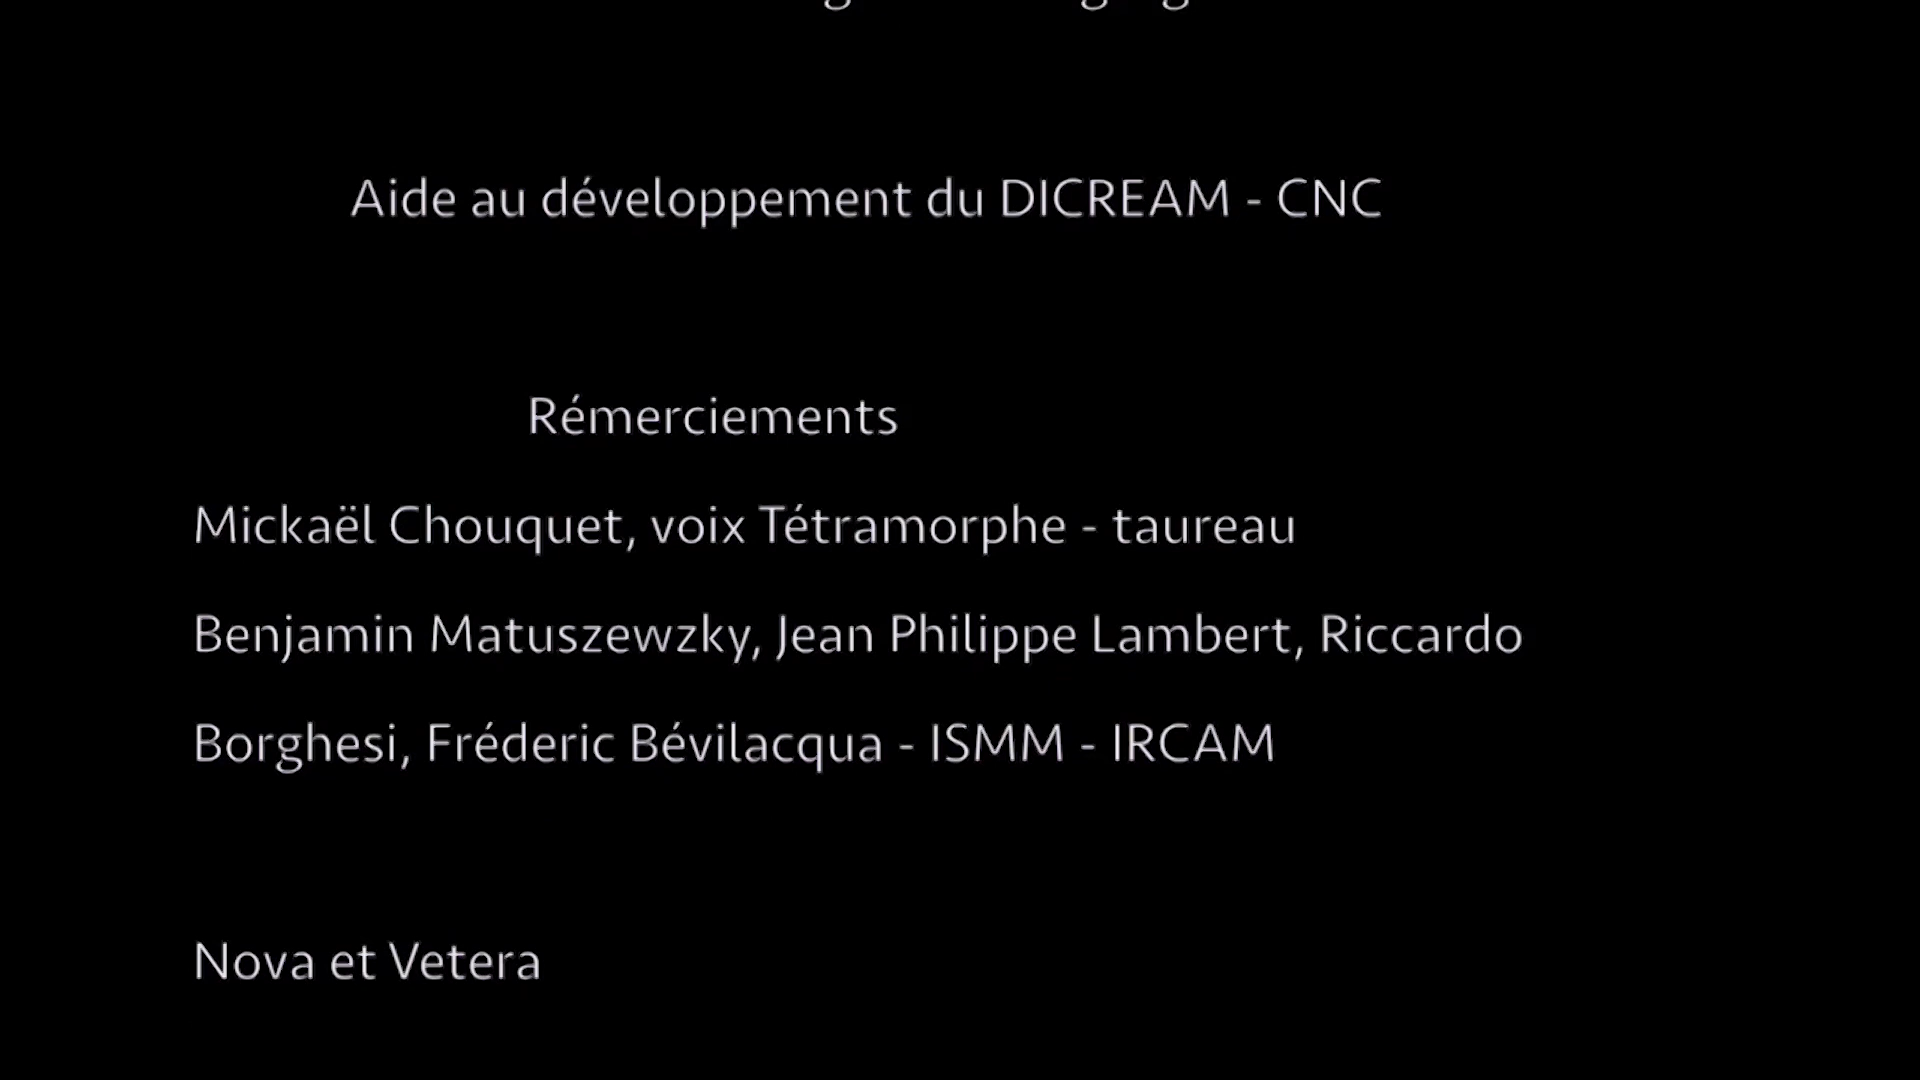 Aide au développement du DICREAM - CNC
Rémerciements
Mickaël Chouquet, voix Tétramorphe - taureau
Benjamin Matuszewzky, Jean Philippe Lambert, Riccardo
Borghesi, Fréderic Bévilacqua - ISMM - IRCAM
Nova et Vetera